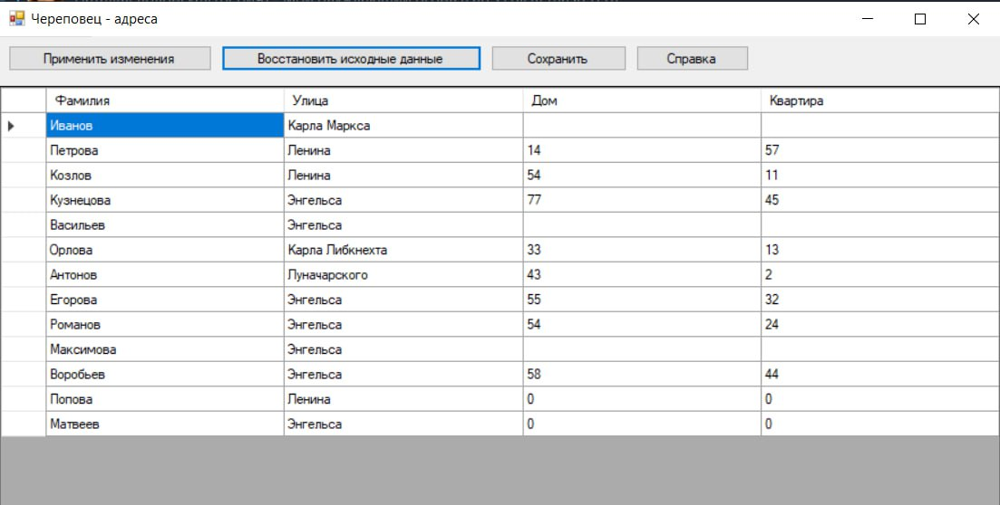 Череповец - адреса
Применить изменения Восстановить исходные данные Сохранить Справка
Фамилия Улица Дом Квартира
Иванов Карла Маркса
Петрова Ленина 14 57
Козлов Ленина 54 11
Кузнецова Энгельса 77 45
Васильев Энгельса
Орлова Карла Либкнехта 33 13
Антонов Луначарского 43 2
Егорова Энгельса 55 32
Романов Энгельса 54 24
Максимова Энгельса
Воробьев Энгельса 58 44
Попова Ленина 0 0
Матвеев Энгельса 0 0